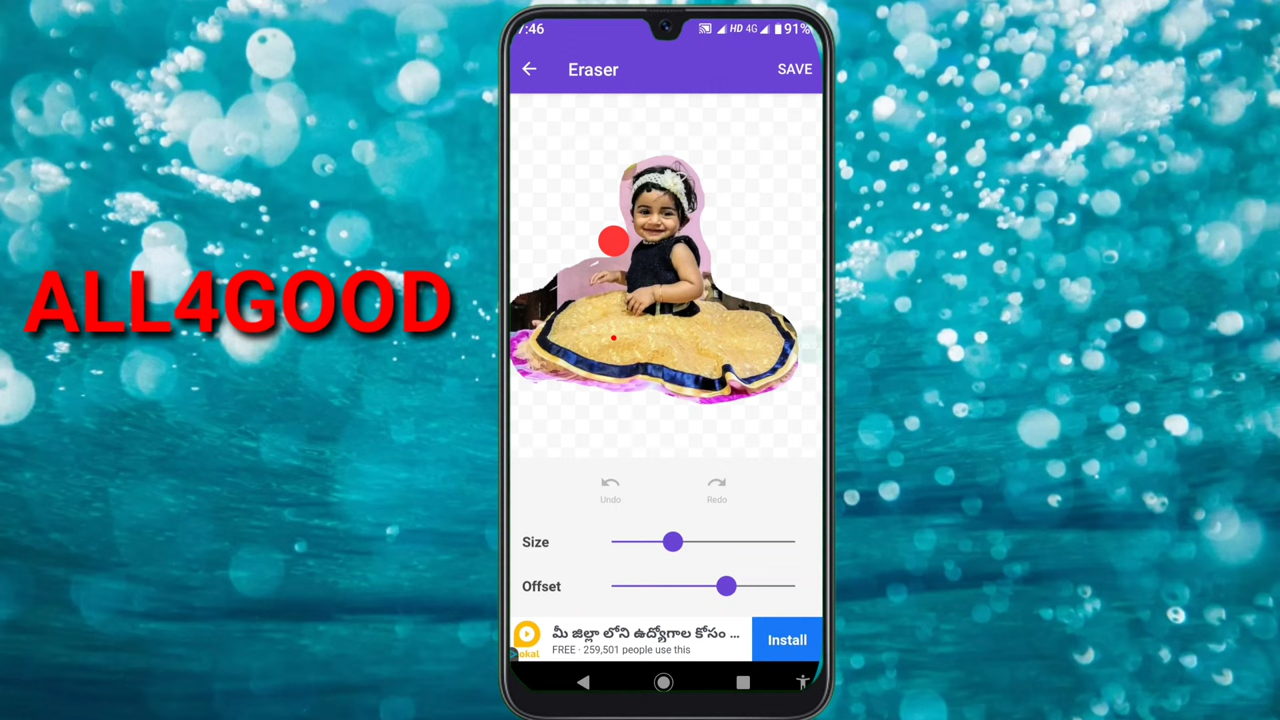 7:46
HD 4G 91%
Eraser
SAVE
ALL4GOOD
Undo
Redo
Size
Offset
మీ జిల్లా లోని ఉద్యోగాల కోసం ...
Install
FREE · 259,501 people use this
okal